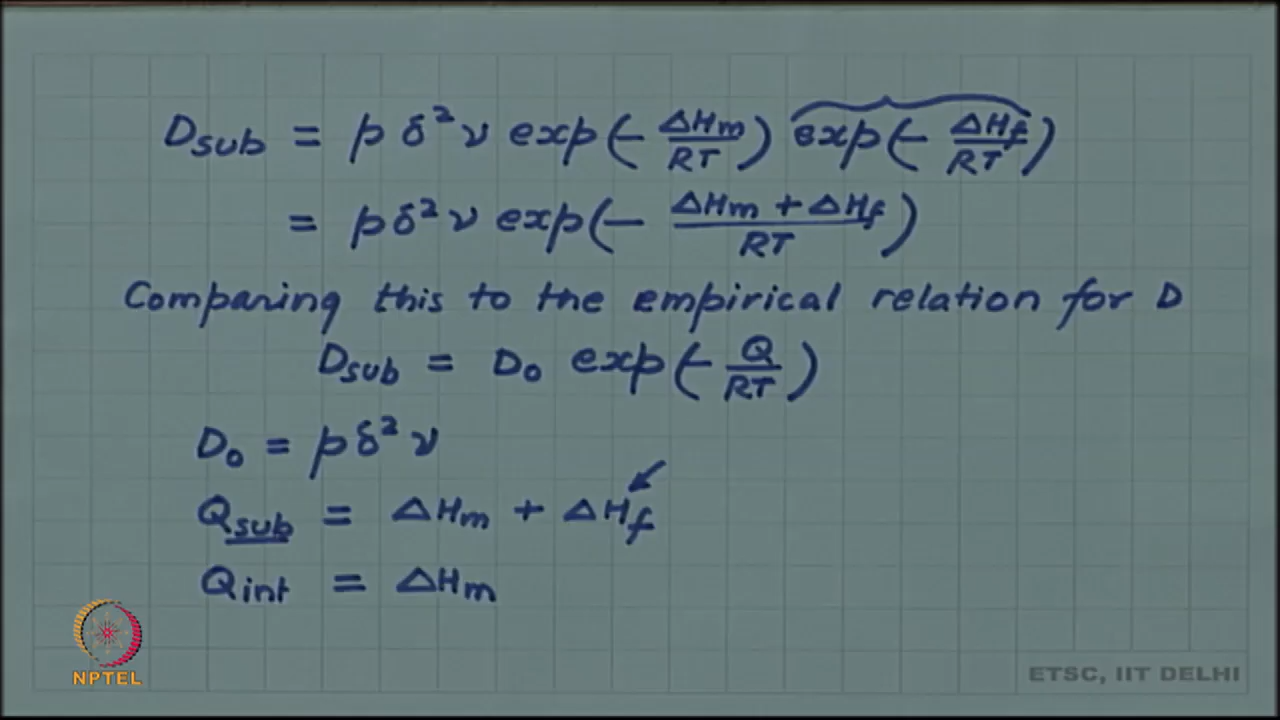 Dsub = p δ² ν exp(- ΔHm/RT) exp(- ΔHf/RT)
= p δ² ν exp(- (ΔHm + ΔHf)/RT)
Comparing this to the empirical relation for D
Dsub = D₀ exp(- Q/RT)
D₀ = p δ² ν
Qsub = ΔHm + ΔHf
Qint = ΔHm
NPTEL
ETSC, IIT DELHI